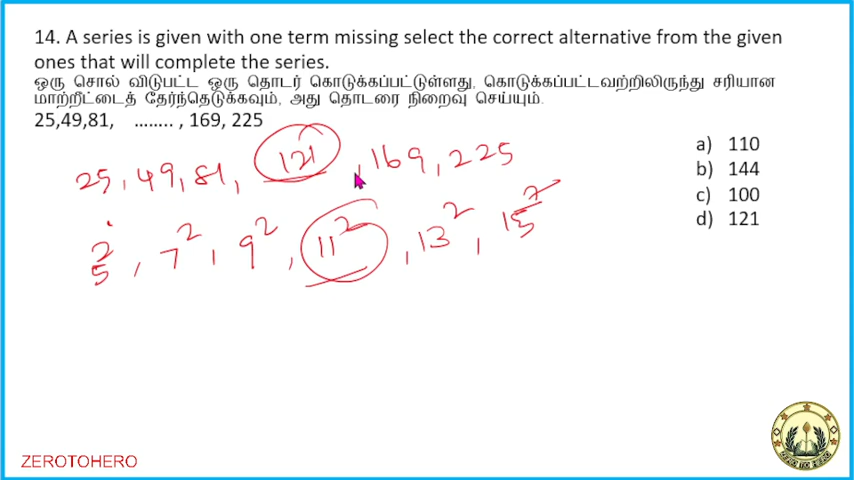 14. A series is given with one term missing select the correct alternative from the given
ones that will complete the series.
ஒரு சொல் விடுபட்ட ஒரு தொடர் கொடுக்கப்பட்டுள்ளது, கொடுக்கப்பட்டவற்றிலிருந்து சரியான
மாற்றீட்டைத் தேர்ந்தெடுக்கவும், அது தொடரை நிறைவு செய்யும்.
25,49,81, ........ , 169, 225
a) 110
b) 144
c) 100
d) 121
25, 49, 81, 121, 169, 225
5², 7², 9², 11², 13², 15²
ZEROTOHERO